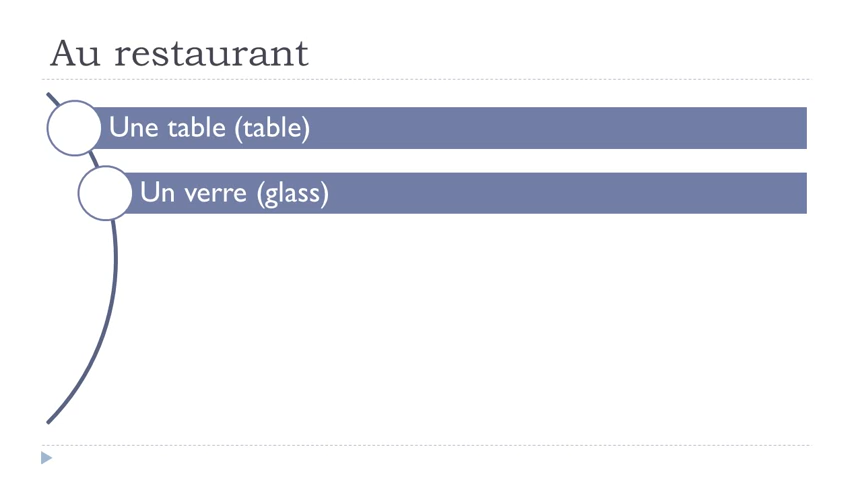 Au restaurant
Une table (table)
Un verre (glass)